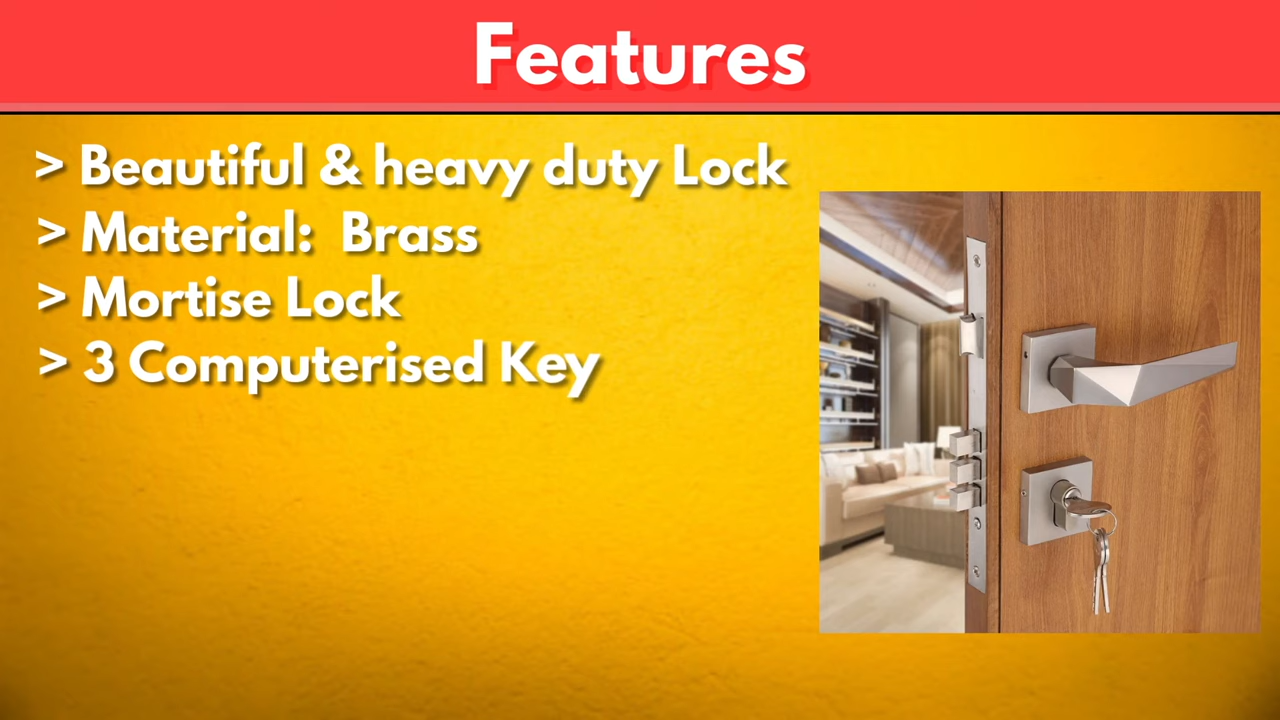 Features
> Beautiful & heavy duty Lock
> Material:  Brass
> Mortise Lock
> 3 Computerised Key